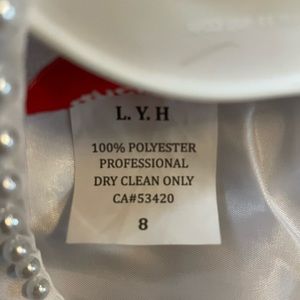 L. Y. H
100% POLYESTER
PROFESSIONAL
DRY CLEAN ONLY
CA#53420
8